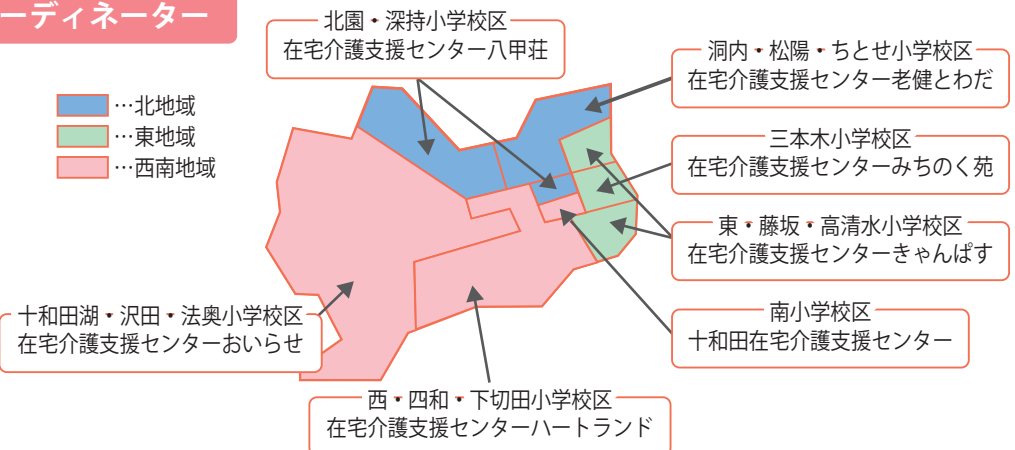 ーディネーター
北園・深持小学校区
在宅介護支援センター八甲荘
洞内・松陽・ちとせ小学校区
在宅介護支援センター老健とわだ
…北地域
…東地域
…西南地域
三本木小学校区
在宅介護支援センターみちのく苑
東・藤坂・高清水小学校区
在宅介護支援センターきゃんぱす
十和田湖・沢田・法奥小学校区
在宅介護支援センターおいらせ
南小学校区
十和田在宅介護支援センター
西・四和・下切田小学校区
在宅介護支援センターハートランド